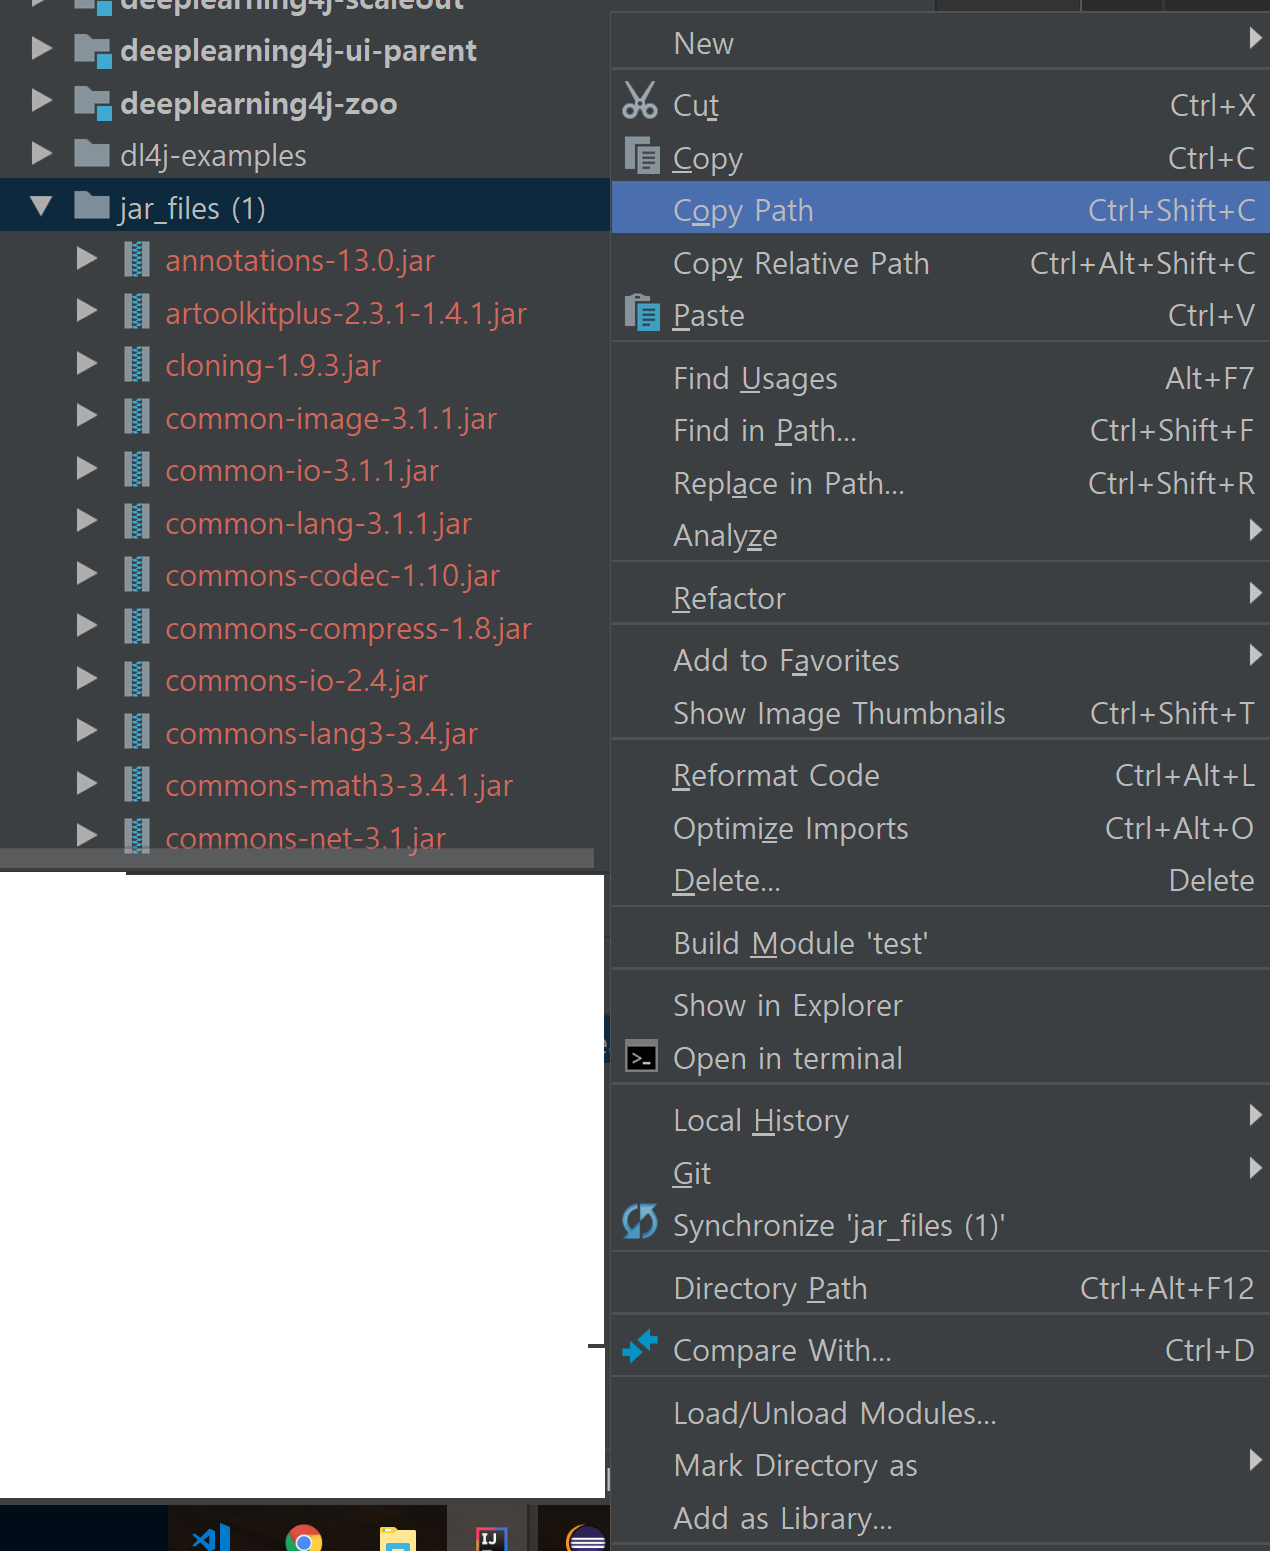 deeplearning4j-scaleout
deeplearning4j-ui-parent
deeplearning4j-zoo
dl4j-examples
jar_files (1)
annotations-13.0.jar
artoolkitplus-2.3.1-1.4.1.jar
cloning-1.9.3.jar
common-image-3.1.1.jar
common-io-3.1.1.jar
common-lang-3.1.1.jar
commons-codec-1.10.jar
commons-compress-1.8.jar
commons-io-2.4.jar
commons-lang3-3.4.jar
commons-math3-3.4.1.jar
commons-net-3.1.jar
New
Cut Ctrl+X
Copy Ctrl+C
Copy Path Ctrl+Shift+C
Copy Relative Path Ctrl+Alt+Shift+C
Paste Ctrl+V
Find Usages Alt+F7
Find in Path... Ctrl+Shift+F
Replace in Path... Ctrl+Shift+R
Analyze
Refactor
Add to Favorites
Show Image Thumbnails Ctrl+Shift+T
Reformat Code Ctrl+Alt+L
Optimize Imports Ctrl+Alt+O
Delete... Delete
Build Module 'test'
Show in Explorer
Open in terminal
Local History
Git
Synchronize 'jar_files (1)'
Directory Path Ctrl+Alt+F12
Compare With... Ctrl+D
Load/Unload Modules...
Mark Directory as
Add as Library...
IJ